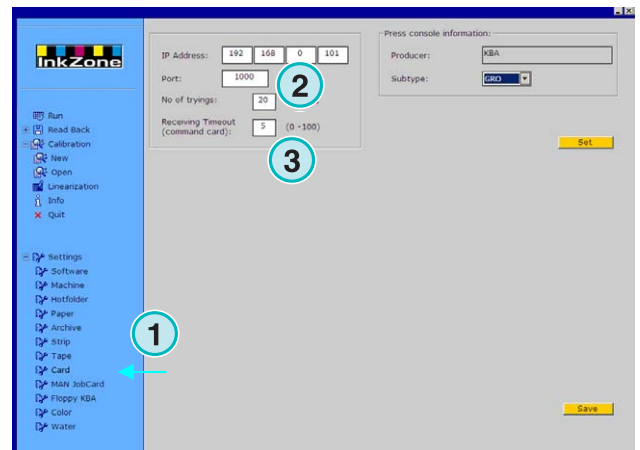 InkZone
Run
Read Back
Calibration
New
Open
Linearization
Info
Quit
Settings
Software
Machine
Hotfolder
Paper
Archive
Strip
Tape
Card
MAN JobCard
Floppy KBA
Color
Water
1
IP Address: 192 168 0 101
Port: 1000
2
No of tryings: 20
Receiving Timeout
(command card): 5 (0 -100)
3
Press console information:
Producer: KBA
Subtype: GRO
Set
Save